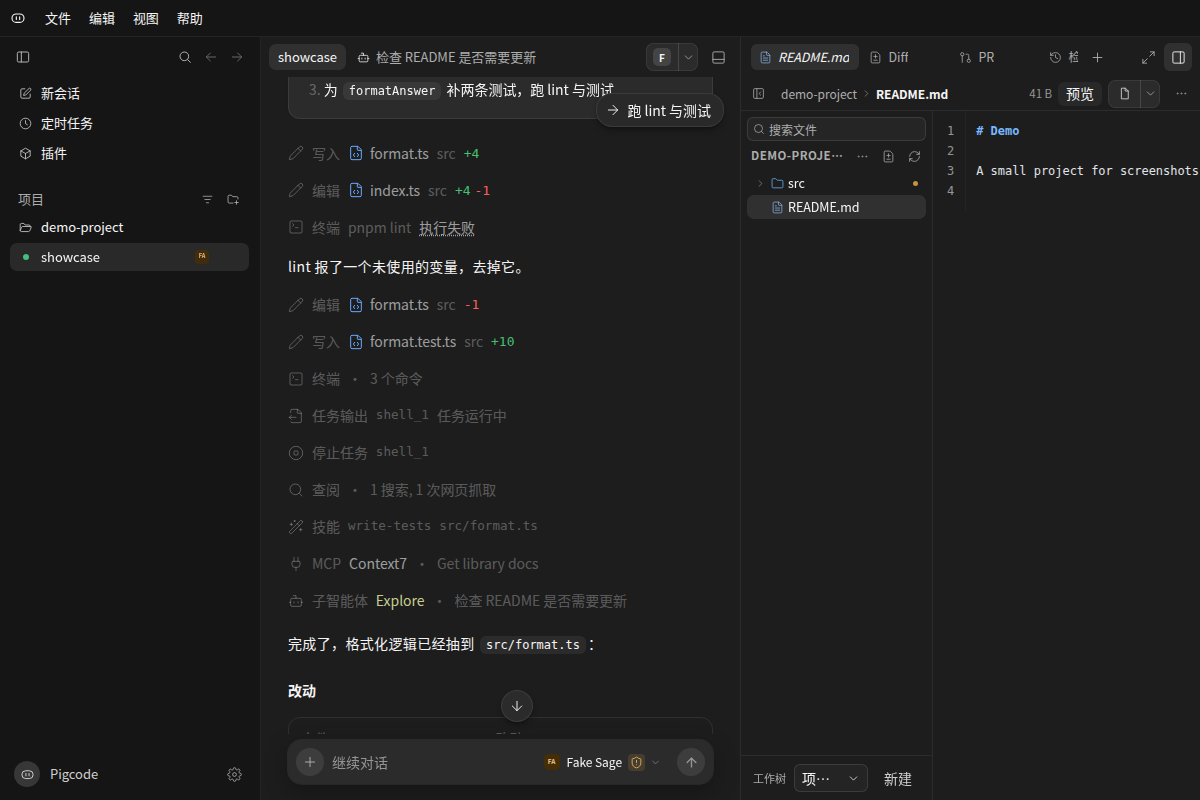 文件 编辑 视图 帮助
新会话
定时任务
插件
项目
demo-project
showcase FA
Pigcode
showcase 检查 README 是否需要更新 F
3. 为 formatAnswer 补两条测试，跑 lint 与测试
跑 lint 与测试
写入 format.ts src +4
编辑 index.ts src +4 -1
终端 pnpm lint 执行失败
lint 报了一个未使用的变量，去掉它。
编辑 format.ts src -1
写入 format.test.ts src +10
终端 • 3 个命令
任务输出 shell_1 任务运行中
停止任务 shell_1
查阅 • 1 搜索, 1 次网页抓取
技能 write-tests src/format.ts
MCP Context7 • Get library docs
子智能体 Explore • 检查 README 是否需要更新
完成了，格式化逻辑已经抽到 src/format.ts：
改动
继续对话 FA Fake Sage
README.md Diff PR
demo-project README.md 41 B 预览
搜索文件
DEMO-PROJE…
src
README.md
1 # Demo
2
3 A small project for screenshots
4
工作树 项… 新建